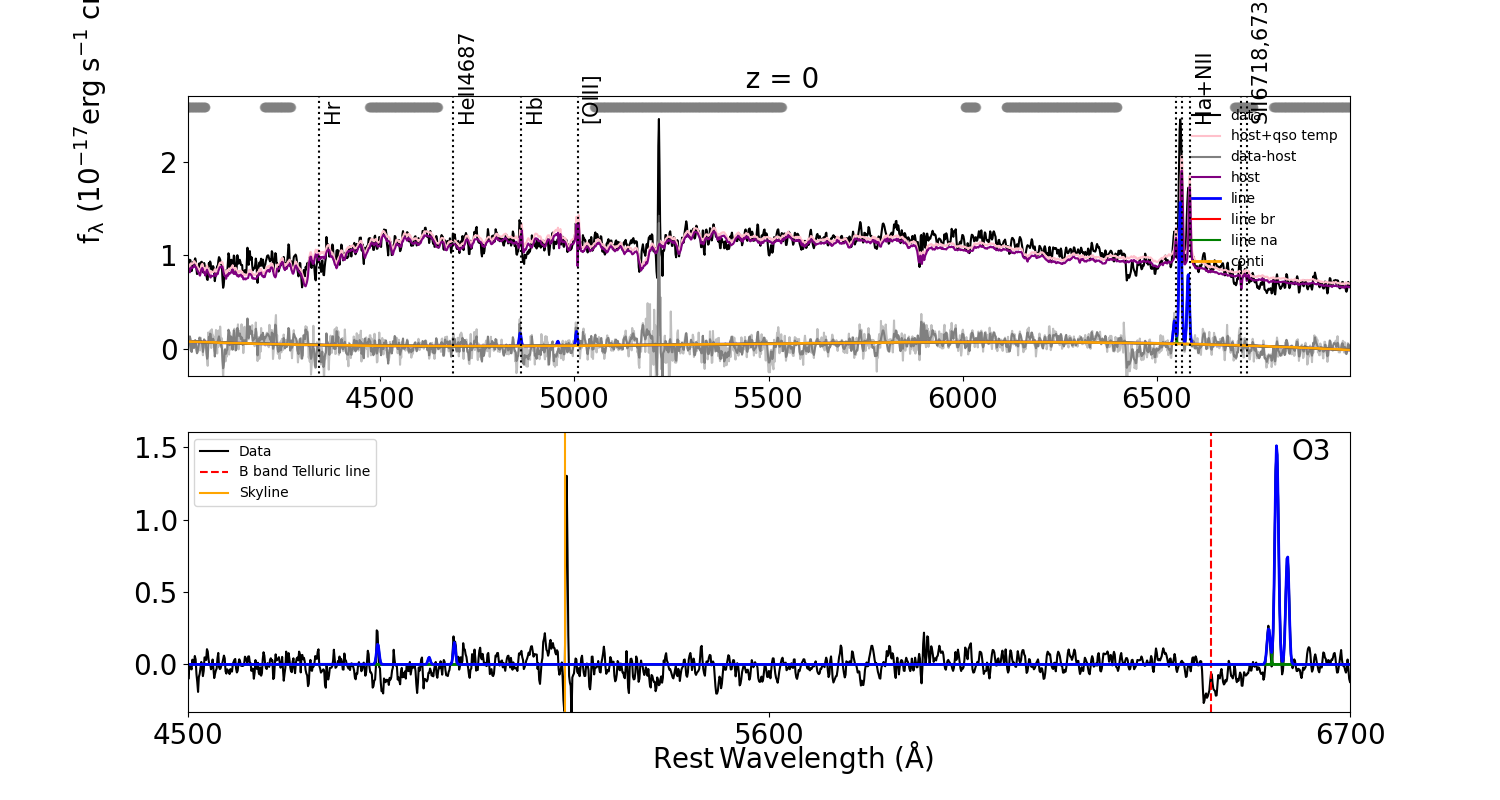 z = 0
f_λ (10^−17 erg s^−1
Hr
HeII4687
Hb
[OIII]
Ha+NII
SII6718,673
data
host+qso temp
data-host
host
line
line br
line na
conti
2
1
0
4500
5000
5500
6000
6500
Data
B band Telluric line
Skyline
O3
1.5
1.0
0.5
0.0
4500
5600
6700
Rest Wavelength (Å)